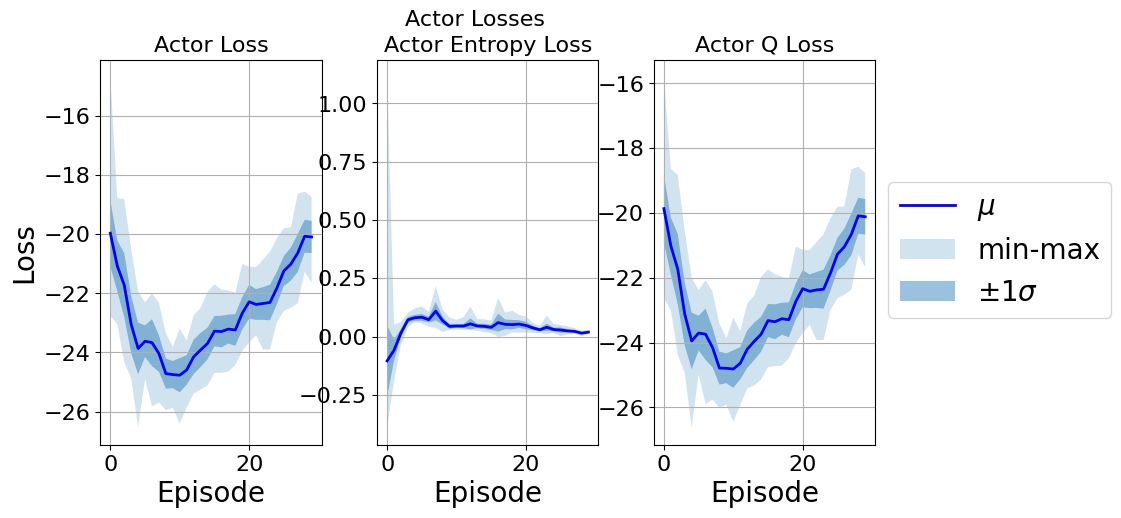 Actor Losses
Actor Loss
Actor Entropy Loss
Actor Q Loss
Loss
−16
−18
−20
−22
−24
−26
0
20
Episode
1.00
0.75
0.50
0.25
0.00
−0.25
0
20
Episode
−16
−18
−20
−22
−24
−26
0
20
Episode
μ
min-max
±1σ